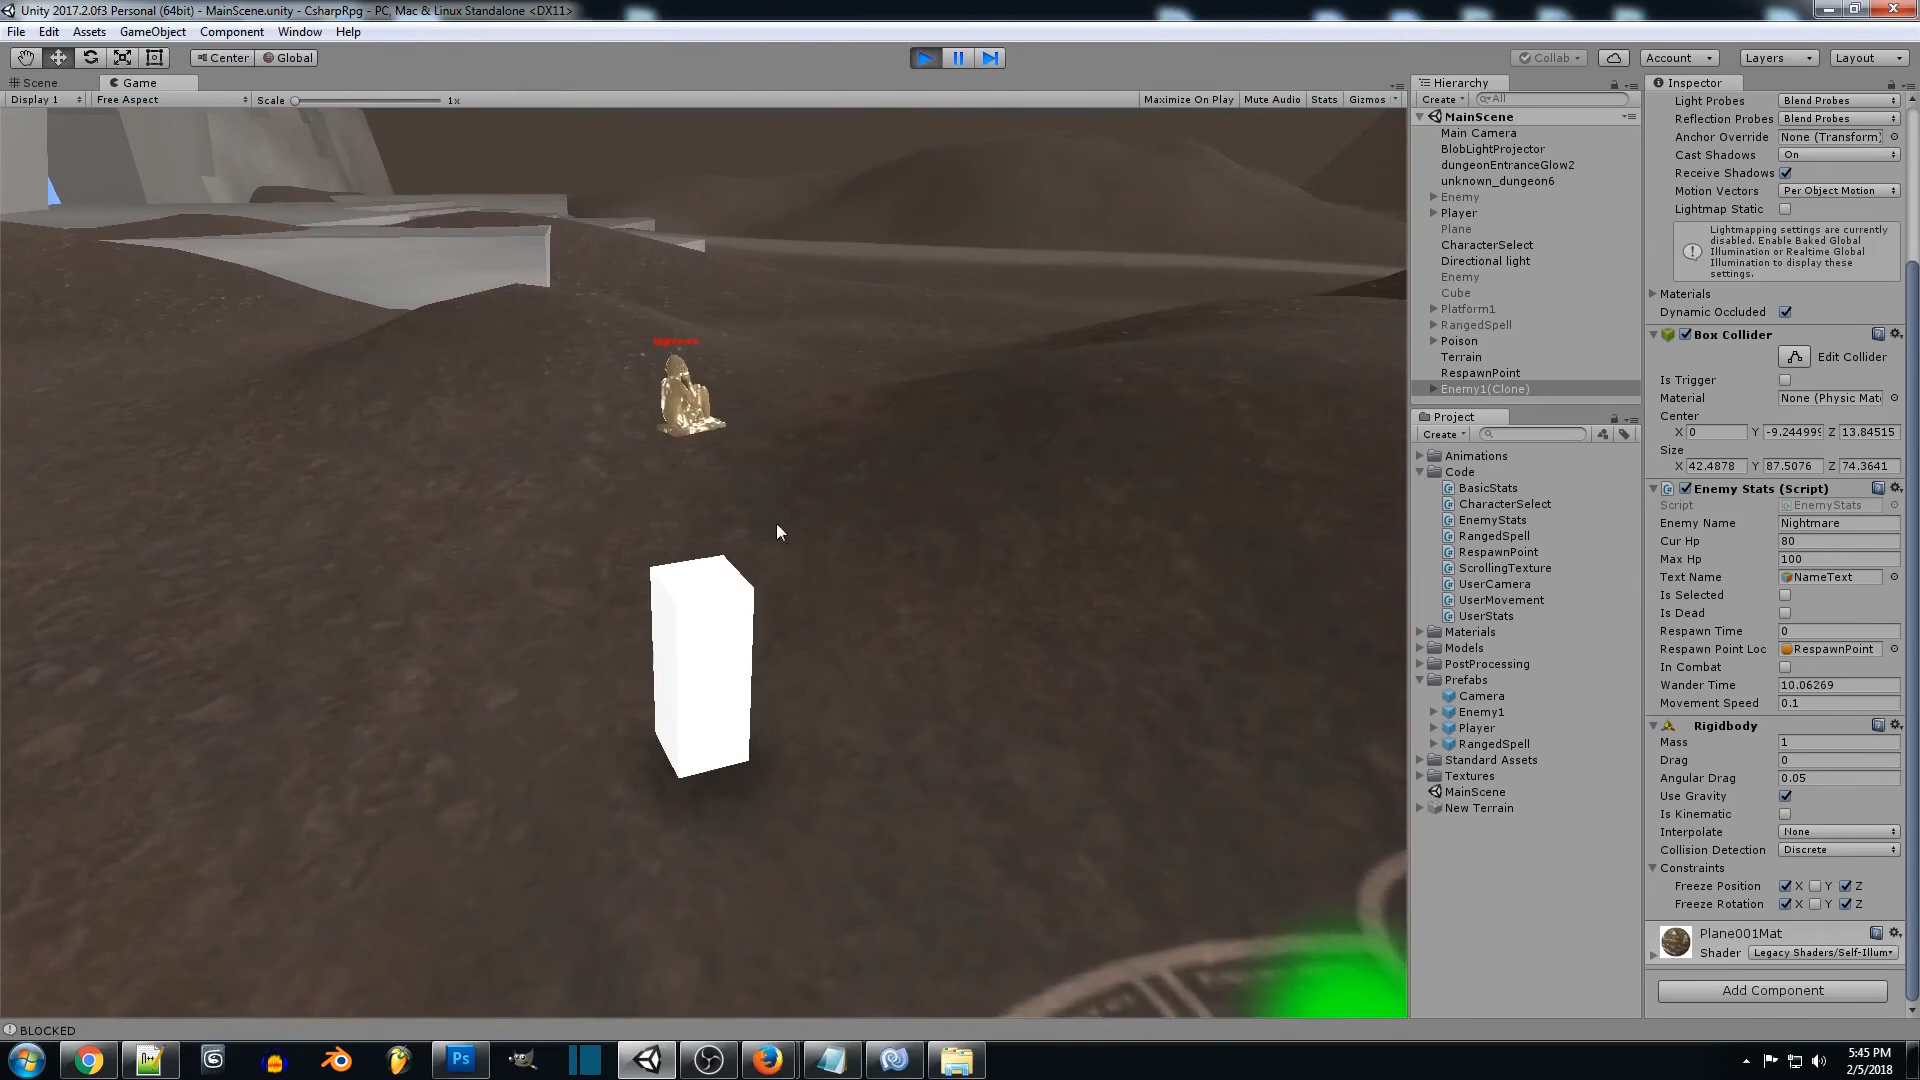 Unity 2017.2.0f3 Personal (64bit) - MainScene.unity - CsharpRpg - PC, Mac & Linux Standalone <DX11>
File Edit Assets GameObject Component Window Help
Center Global
Collab Account Layers Layout
Scene Game
Display 1 Free Aspect Scale 1x Maximize On Play Mute Audio Stats Gizmos
Hierarchy
Create All
MainScene
Main Camera
BlobLightProjector
dungeonEntranceGlow2
unknown_dungeon6
Enemy
Player
Plane
CharacterSelect
Directional light
Enemy
Cube
Platform1
RangedSpell
Poison
Terrain
RespawnPoint
Enemy1(Clone)
Project
Create
Animations
Code
BasicStats
CharacterSelect
EnemyStats
RangedSpell
RespawnPoint
ScrollingTexture
UserCamera
UserMovement
UserStats
Materials
Models
PostProcessing
Prefabs
Camera
Enemy1
Player
RangedSpell
Standard Assets
Textures
MainScene
New Terrain
Inspector
Light Probes Blend Probes
Reflection Probes Blend Probes
Anchor Override None (Transform)
Cast Shadows On
Receive Shadows
Motion Vectors Per Object Motion
Lightmap Static
Lightmapping settings are currently
disabled. Enable Baked Global
Illumination or Realtime Global
Illumination to display these
settings.
Materials
Dynamic Occluded
Box Collider
Edit Collider
Is Trigger
Material None (Physic Mat
Center
X 0 Y -9.244999 Z 13.84515
Size
X 42.4878 Y 87.5076 Z 74.3641
Enemy Stats (Script)
Script EnemyStats
Enemy Name Nightmare
Cur Hp 80
Max Hp 100
Text Name NameText
Is Selected
Is Dead
Respawn Time 0
Respawn Point Loc RespawnPoint
In Combat
Wander Time 10.06269
Movement Speed 0.1
Rigidbody
Mass 1
Drag 0
Angular Drag 0.05
Use Gravity
Is Kinematic
Interpolate None
Collision Detection Discrete
Constraints
Freeze Position X Y Z
Freeze Rotation X Y Z
Plane001Mat
Shader Legacy Shaders/Self-Illum
Add Component
BLOCKED
Ps
5:45 PM
2/5/2018